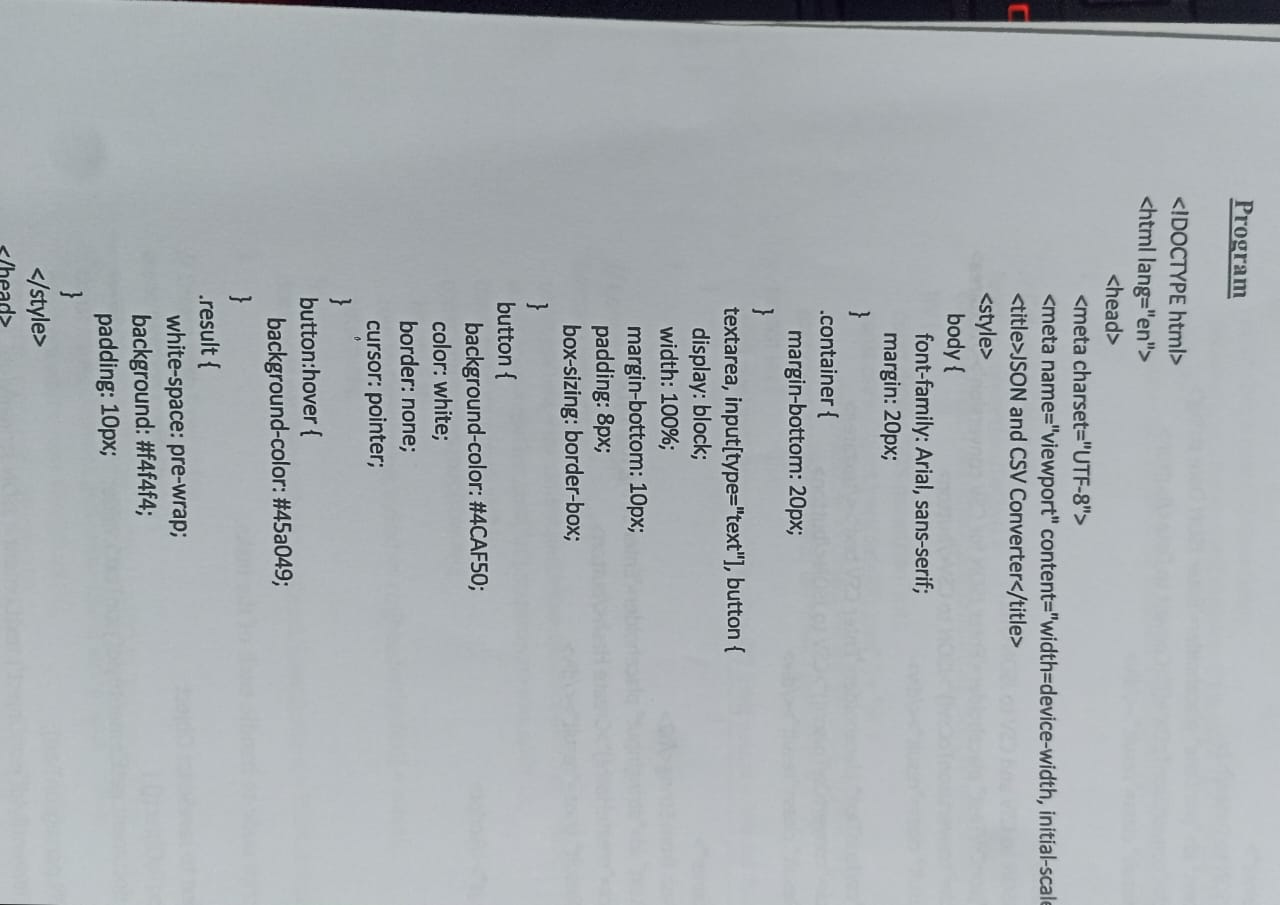 Program
<!DOCTYPE html>
<html lang="en">
<head>
<meta charset="UTF-8">
<meta name="viewport" content="width=device-width, initial-scale
<title>JSON and CSV Converter</title>
<style>
body {
font-family: Arial, sans-serif;
margin: 20px;
}
.container {
margin-bottom: 20px;
}
textarea, input[type="text"], button {
display: block;
width: 100%;
margin-bottom: 10px;
padding: 8px;
box-sizing: border-box;
}
button {
background-color: #4CAF50;
color: white;
border: none;
cursor: pointer;
}
button:hover {
background-color: #45a049;
}
.result {
white-space: pre-wrap;
background: #f4f4f4;
padding: 10px;
}
</style>
</head>